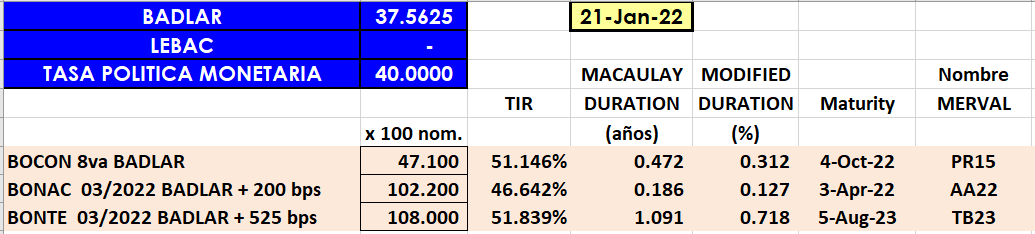 BADLAR 37.5625 21-Jan-22
LEBAC -
TASA POLITICA MONETARIA 40.0000 MACAULAY MODIFIED Nombre
TIR DURATION DURATION Maturity MERVAL
x 100 nom. (años) (%)
BOCON 8va BADLAR 47.100 51.146% 0.472 0.312 4-Oct-22 PR15
BONAC 03/2022 BADLAR + 200 bps 102.200 46.642% 0.186 0.127 3-Apr-22 AA22
BONTE 03/2022 BADLAR + 525 bps 108.000 51.839% 1.091 0.718 5-Aug-23 TB23